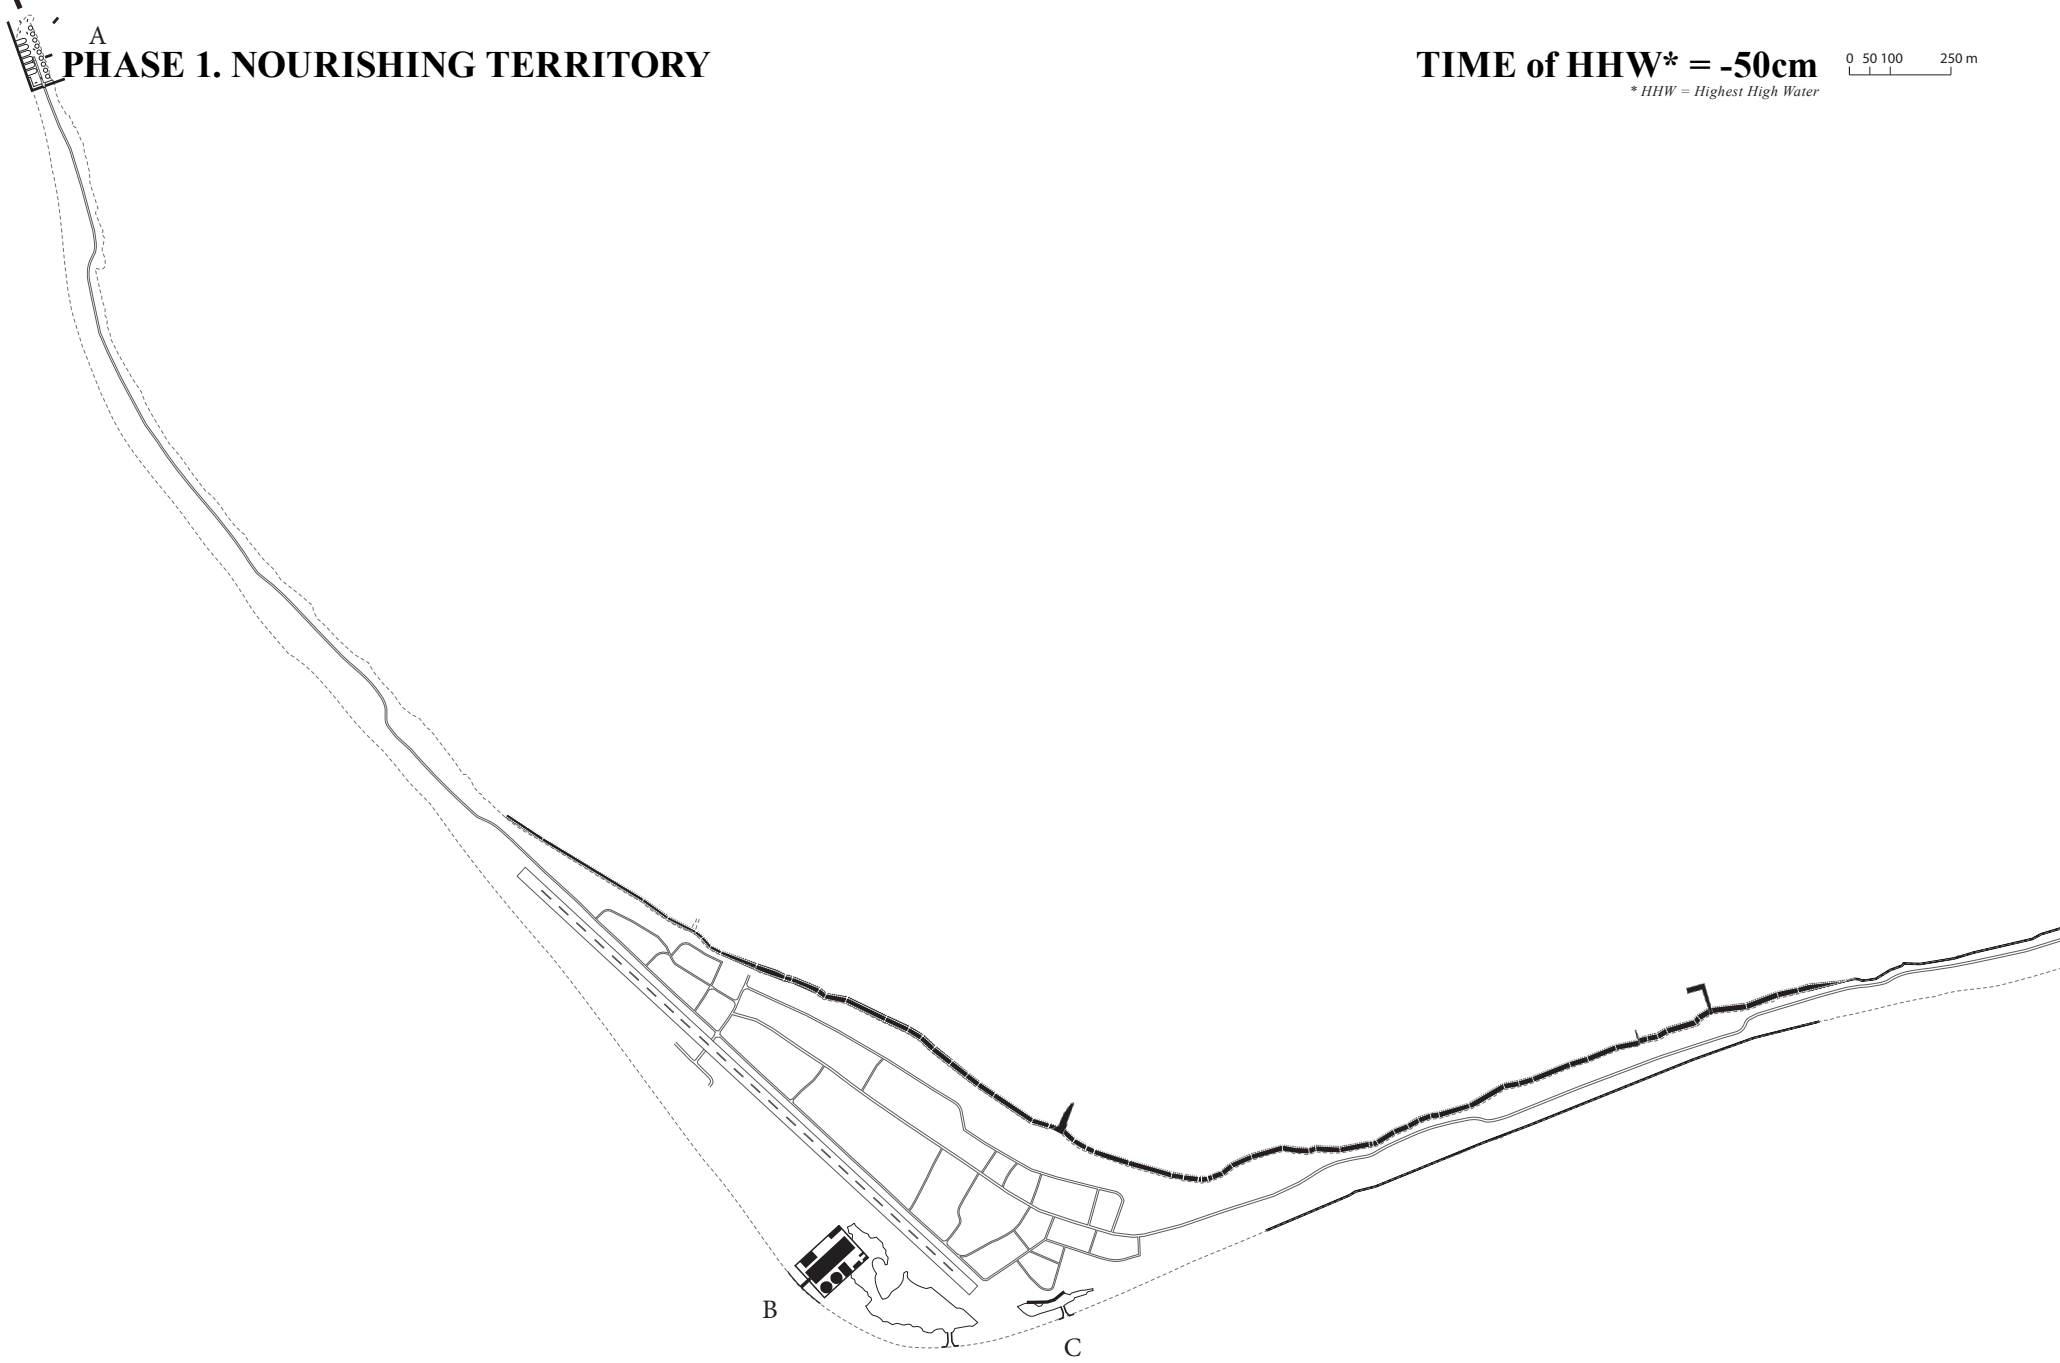 A
PHASE 1. NOURISHING TERRITORY
TIME of HHW* = -50cm
0 50 100 250 m
* HHW = Highest High Water
B
C